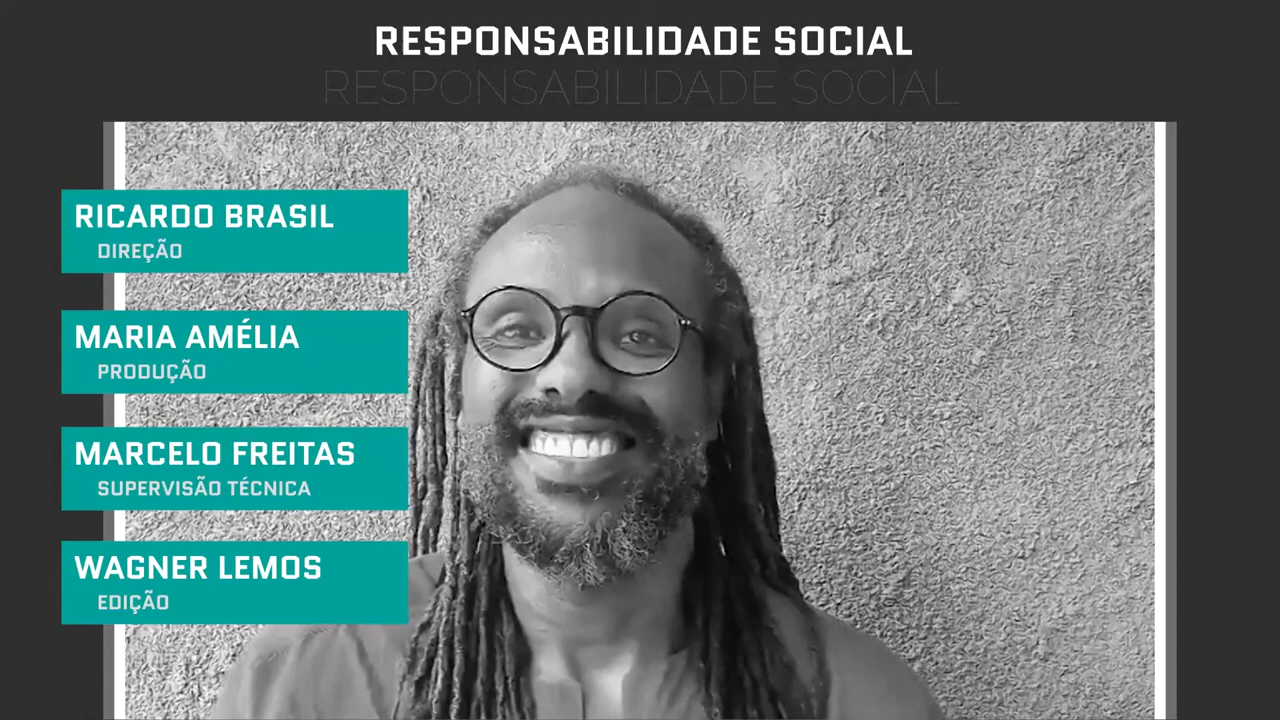 RESPONSABILIDADE SOCIAL
RESPONSABILIDADE SOCIAL
RICARDO BRASIL
DIREÇÃO
MARIA AMÉLIA
PRODUÇÃO
MARCELO FREITAS
SUPERVISÃO TÉCNICA
WAGNER LEMOS
EDIÇÃO